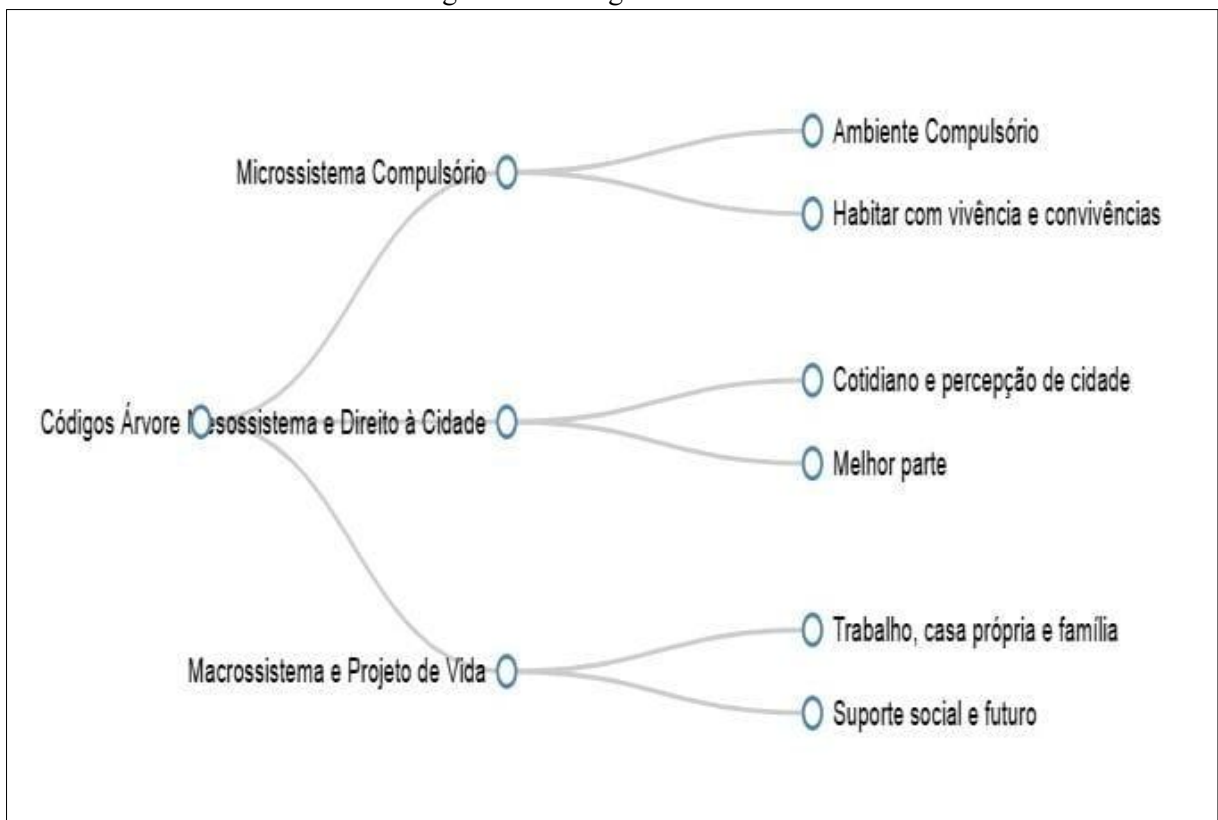 Microssistema Compulsório
Ambiente Compulsório
Habitar com vivência e convivências
Códigos Árvore
Mesossistema e Direito à Cidade
Cotidiano e percepção de cidade
Melhor parte
Macrossistema e Projeto de Vida
Trabalho, casa própria e família
Suporte social e futuro